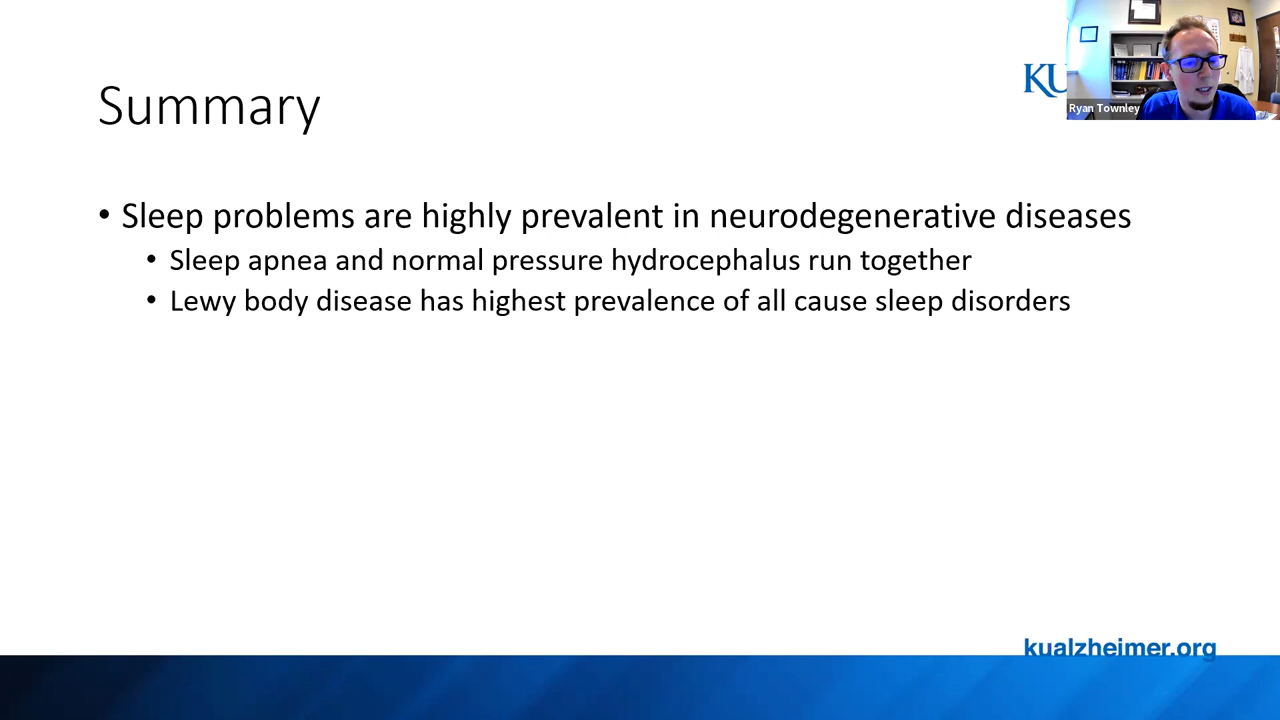 Summary
KU
Ryan Townley
• Sleep problems are highly prevalent in neurodegenerative diseases
• Sleep apnea and normal pressure hydrocephalus run together
• Lewy body disease has highest prevalence of all cause sleep disorders
kualzheimer.org